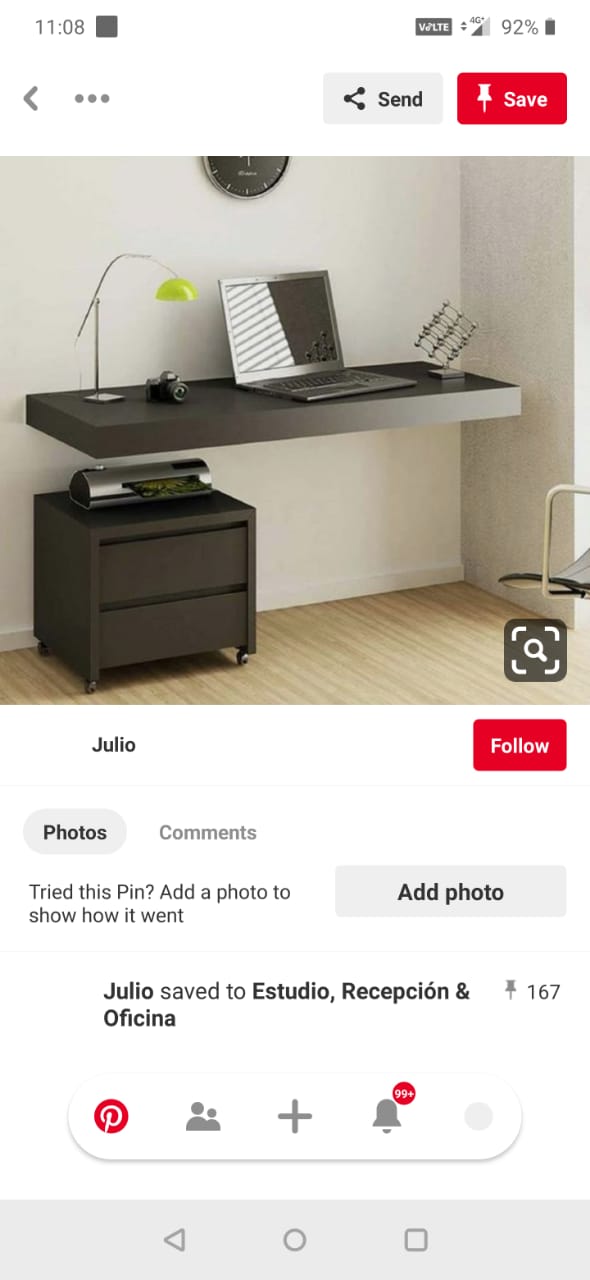 11:08
VoLTE 4G+ 92%
Send
Save
Julio
Follow
Photos
Comments
Tried this Pin? Add a photo to
show how it went
Add photo
Julio saved to Estudio, Recepción &
Oficina
167
99+